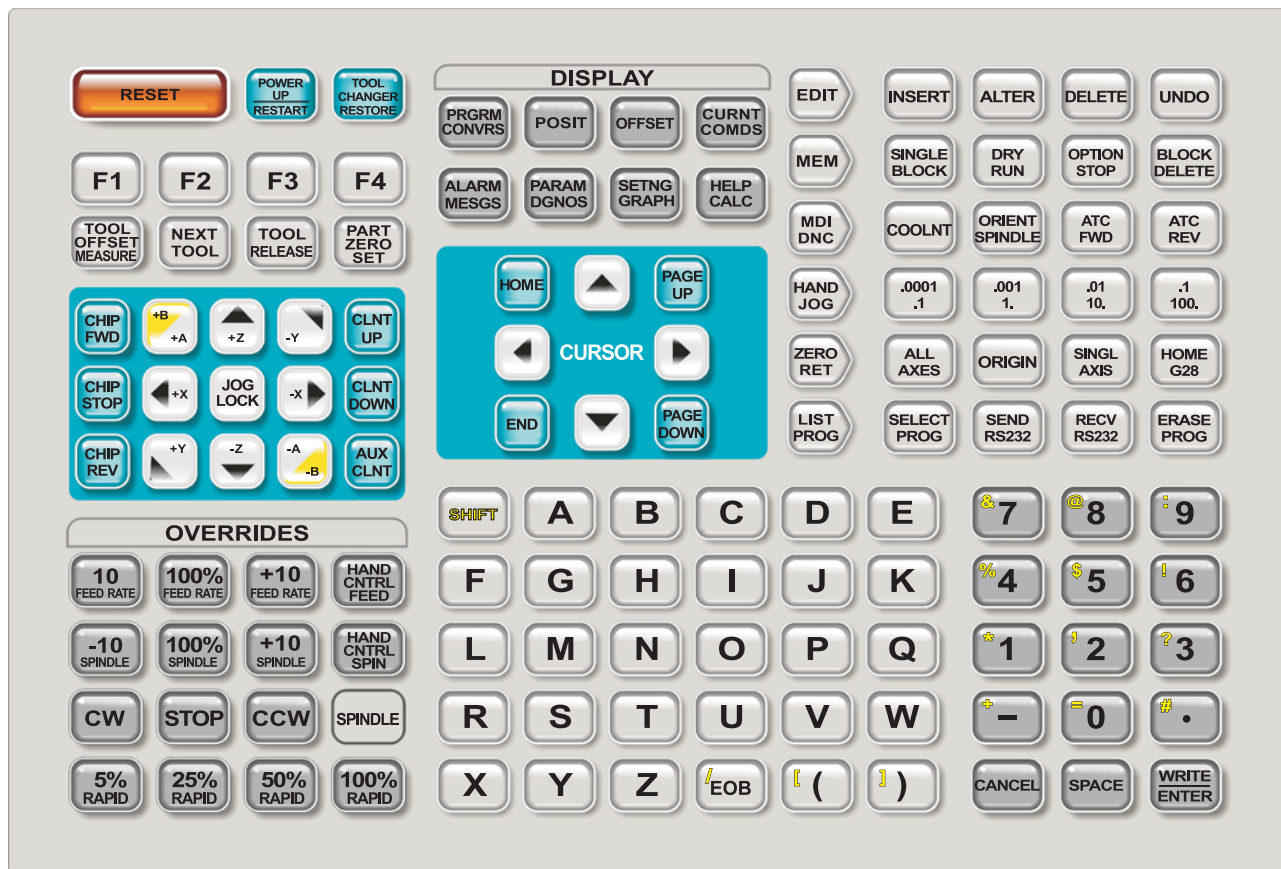 RESET
POWER
UP
RESTART
TOOL
CHANGER
RESTORE
F1
F2
F3
F4
TOOL
OFFSET
MEASURE
NEXT
TOOL
TOOL
RELEASE
PART
ZERO
SET
CHIP
FWD
+B
+A
+Z
-Y
CLNT
UP
CHIP
STOP
+X
JOG
LOCK
-X
CLNT
DOWN
CHIP
REV
+Y
-Z
-A
-B
AUX
CLNT
OVERRIDES
10
FEED RATE
100%
FEED RATE
+10
FEED RATE
HAND
CNTRL
FEED
-10
SPINDLE
100%
SPINDLE
+10
SPINDLE
HAND
CNTRL
SPIN
CW
STOP
CCW
SPINDLE
5%
RAPID
25%
RAPID
50%
RAPID
100%
RAPID
DISPLAY
PRGRM
CONVRS
POSIT
OFFSET
CURNT
COMDS
ALARM
MESGS
PARAM
DGNOS
SETNG
GRAPH
HELP
CALC
HOME
PAGE
UP
CURSOR
END
PAGE
DOWN
EDIT
INSERT
ALTER
DELETE
UNDO
MEM
SINGLE
BLOCK
DRY
RUN
OPTION
STOP
BLOCK
DELETE
MDI
DNC
COOLNT
ORIENT
SPINDLE
ATC
FWD
ATC
REV
HAND
JOG
.0001
.1
.001
1.
.01
10.
.1
100.
ZERO
RET
ALL
AXES
ORIGIN
SINGL
AXIS
HOME
G28
LIST
PROG
SELECT
PROG
SEND
RS232
RECV
RS232
ERASE
PROG
SHIFT
A
B
C
D
E
F
G
H
I
J
K
L
M
N
O
P
Q
R
S
T
U
V
W
X
Y
Z
/ EOB
[ (
] )
& 7
@ 8
: 9
% 4
$ 5
! 6
* 1
, 2
? 3
+ -
= 0
# .
CANCEL
SPACE
WRITE
ENTER